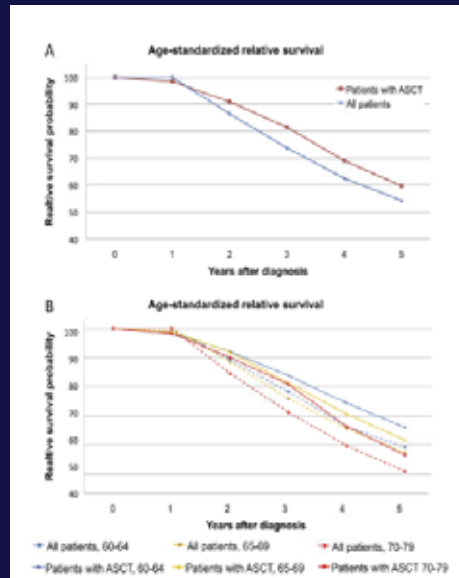 A
Age-standardized relative survival
Realtive survival probability
100
90
80
70
60
50
40
Patients with ASCT
All patients
0 1 2 3 4 5
Years after diagnosis
B
Age-standardized relative survival
Realtive survival probability
100
90
80
70
60
50
40
0 1 2 3 4 5
Years after diagnosis
All patients, 60-64 All patients, 65-69 All patients, 70-79
Patients with ASCT, 60-64 Patients with ASCT, 65-69 Patients with ASCT 70-79